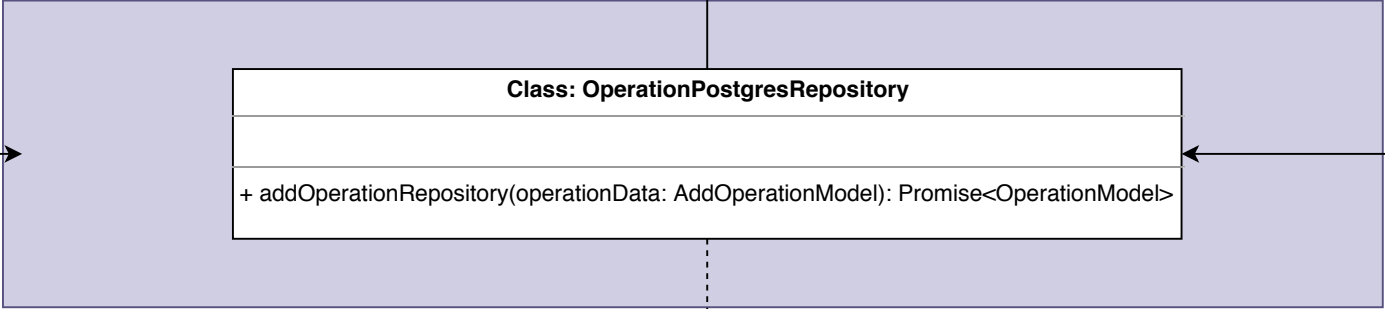 Class: OperationPostgresRepository
+ addOperationRepository(operationData: AddOperationModel): Promise<OperationModel>